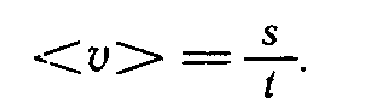 <v> = s/t.